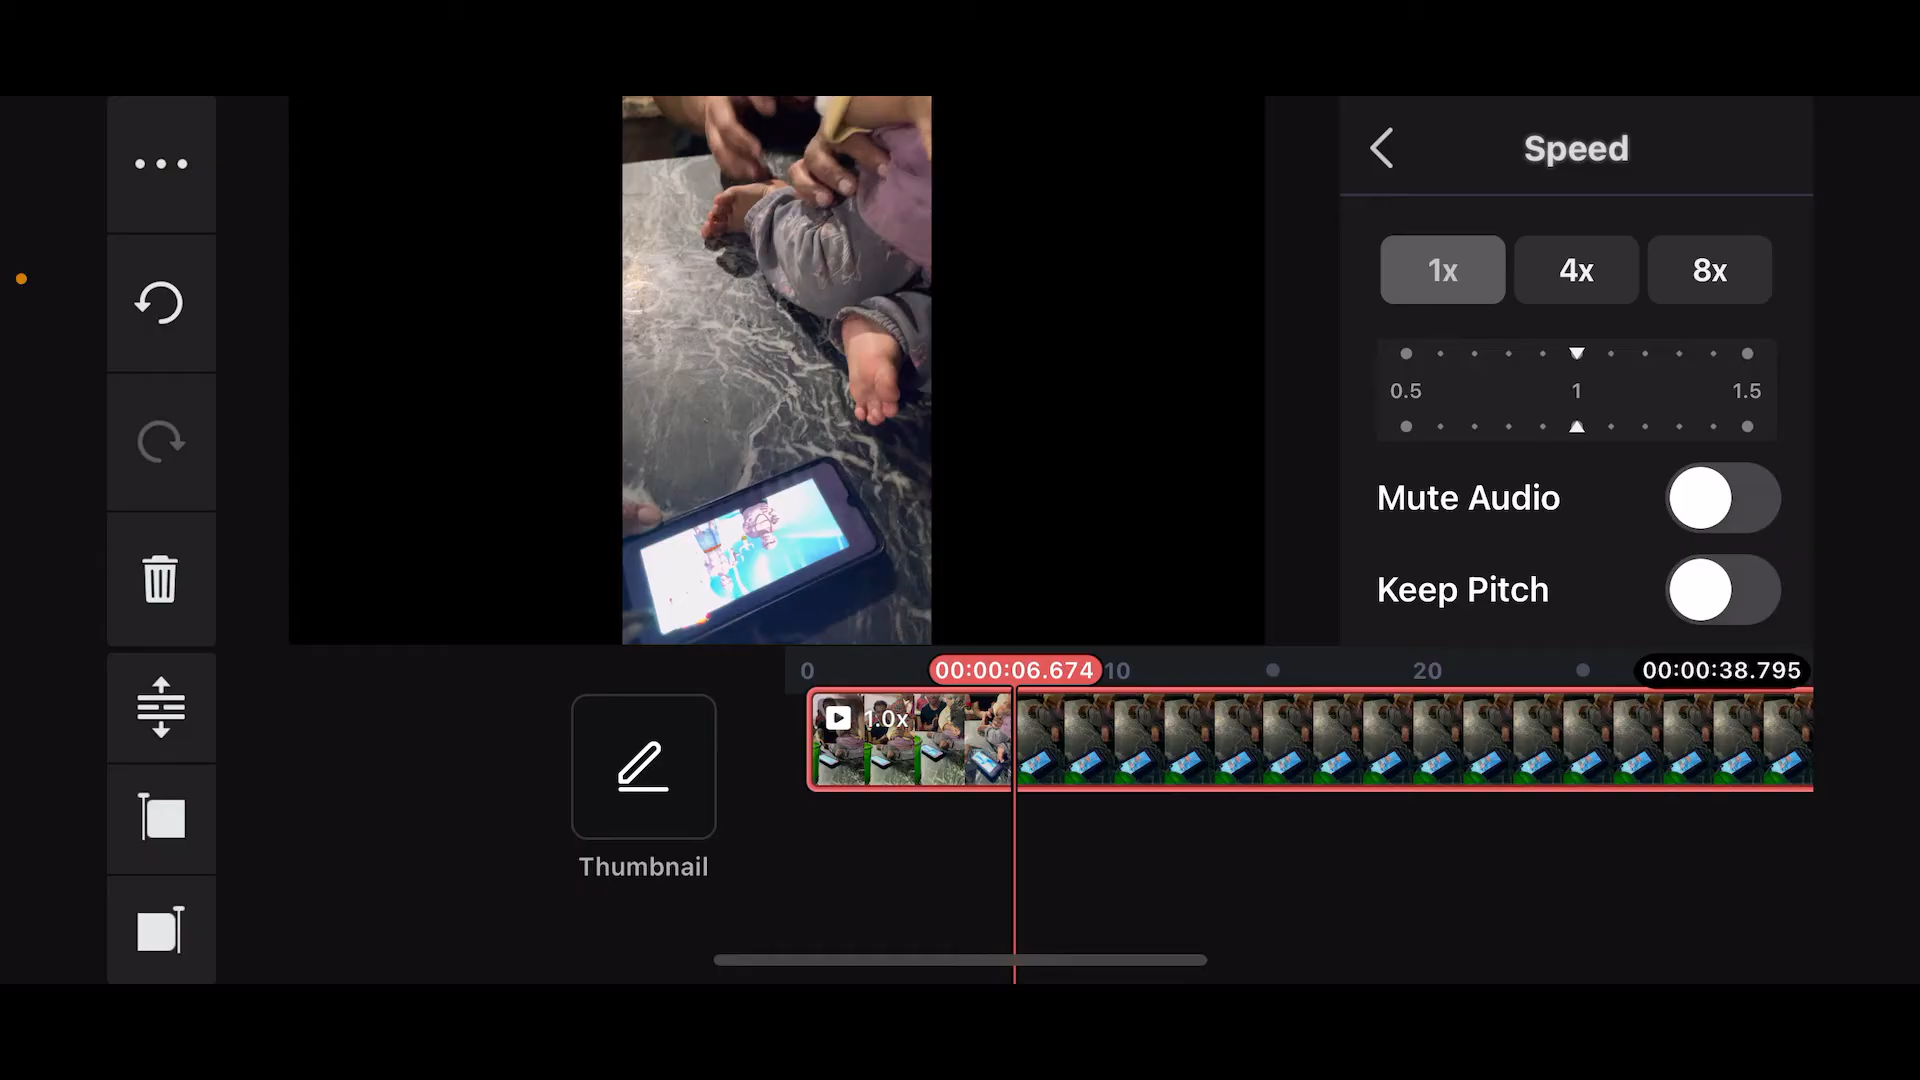 Speed
1x 4x 8x
0.5 1 1.5
Mute Audio
Keep Pitch
0 00:00:06.674 10 20 00:00:38.795
1.0x
Thumbnail